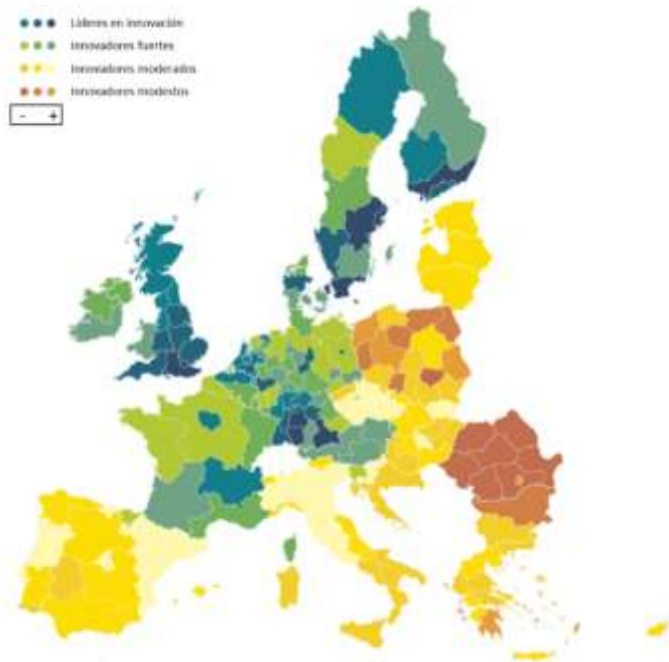 Líderes en innovación
Innovadores fuertes
Innovadores moderados
Innovadores modestos
- +